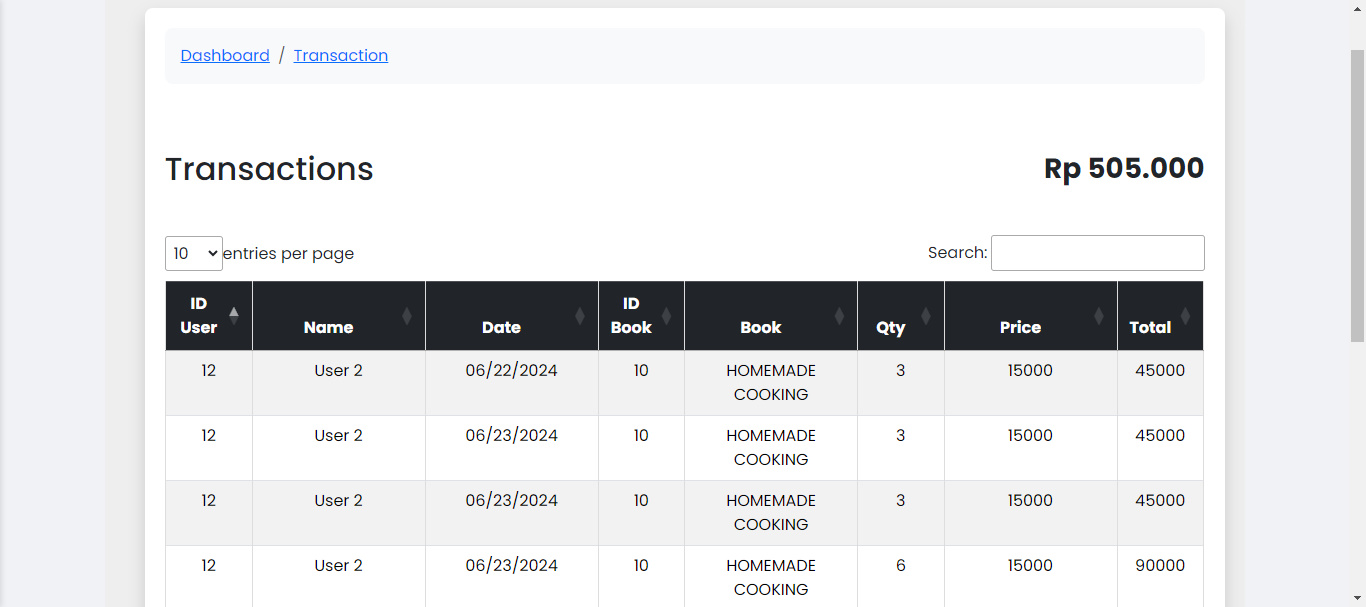 Dashboard / Transaction
Transactions
Rp 505.000
10 entries per page
Search:
ID User Name Date ID Book Book Qty Price Total
12 User 2 06/22/2024 10 HOMEMADE COOKING 3 15000 45000
12 User 2 06/23/2024 10 HOMEMADE COOKING 3 15000 45000
12 User 2 06/23/2024 10 HOMEMADE COOKING 3 15000 45000
12 User 2 06/23/2024 10 HOMEMADE COOKING 6 15000 90000